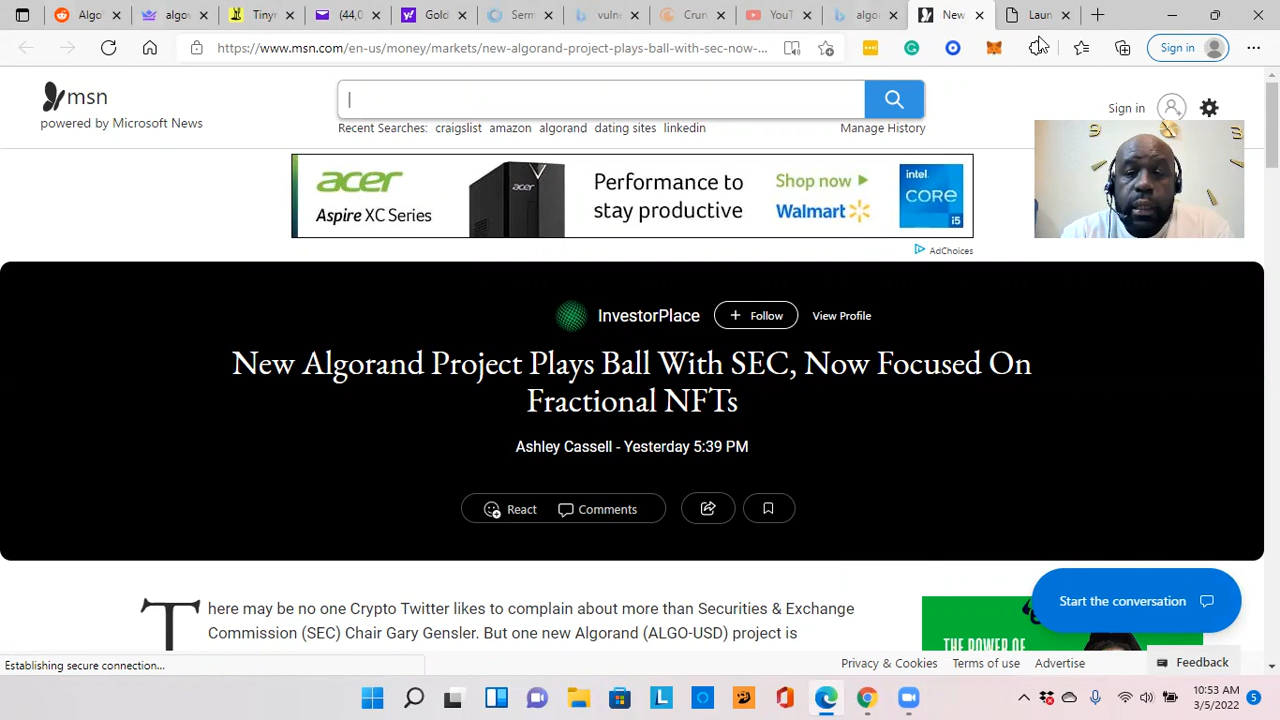 Algo
algo
Tiny
(44,0
Gold
Serm
vulne
Crun
YouT
algo
New
Laun
https://www.msn.com/en-us/money/markets/new-algorand-project-plays-ball-with-sec-now-...
Sign in
msn
powered by Microsoft News
Sign in
Recent Searches: craigslist amazon algorand dating sites linkedin
Manage History
acer
Aspire XC Series
acer
Performance to
stay productive
Shop now
Walmart
intel
CORE
i5
AdChoices
InvestorPlace
Follow
View Profile
New Algorand Project Plays Ball With SEC, Now Focused On
Fractional NFTs
Ashley Cassell - Yesterday 5:39 PM
React
Comments
There may be no one Crypto Twitter likes to complain about more than Securities & Exchange
Commission (SEC) Chair Gary Gensler. But one new Algorand (ALGO-USD) project is
THE POWER OF
Start the conversation
Establishing secure connection...
Privacy & Cookies
Terms of use
Advertise
Feedback
L
10:53 AM
3/5/2022
5